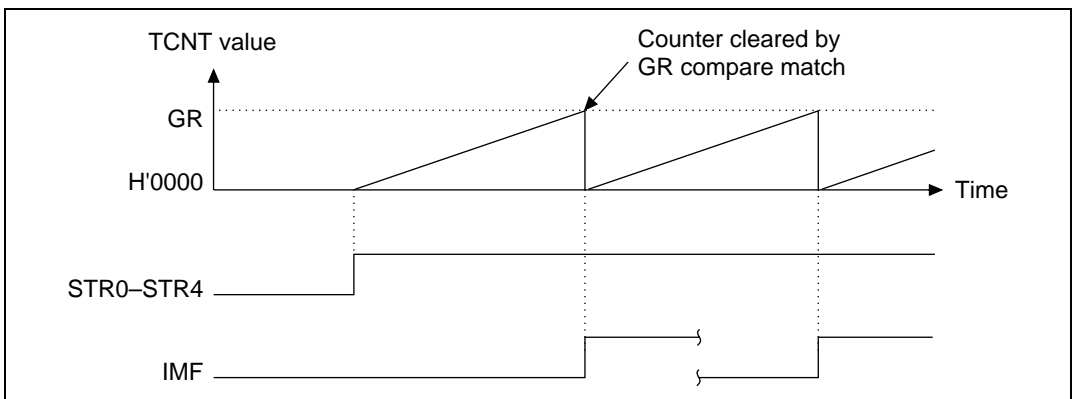 TCNT value
Counter cleared by
GR compare match
GR
H'0000
Time
STR0–STR4
IMF